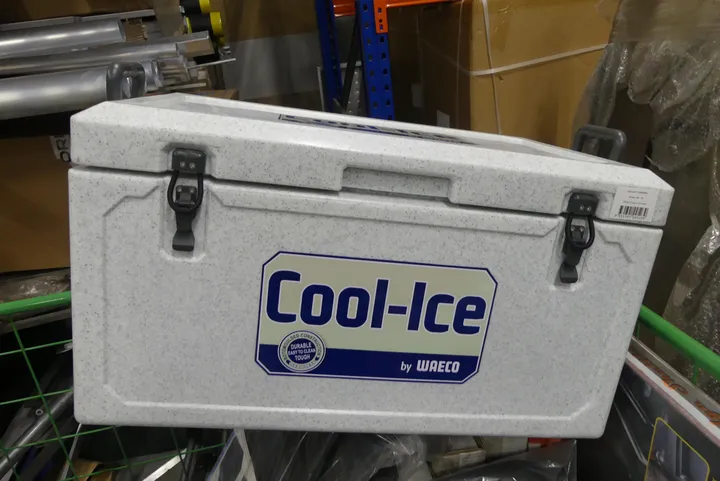 Cool-Ice
DURABLE
EASY TO CLEAN
TOUGH
by WAECO